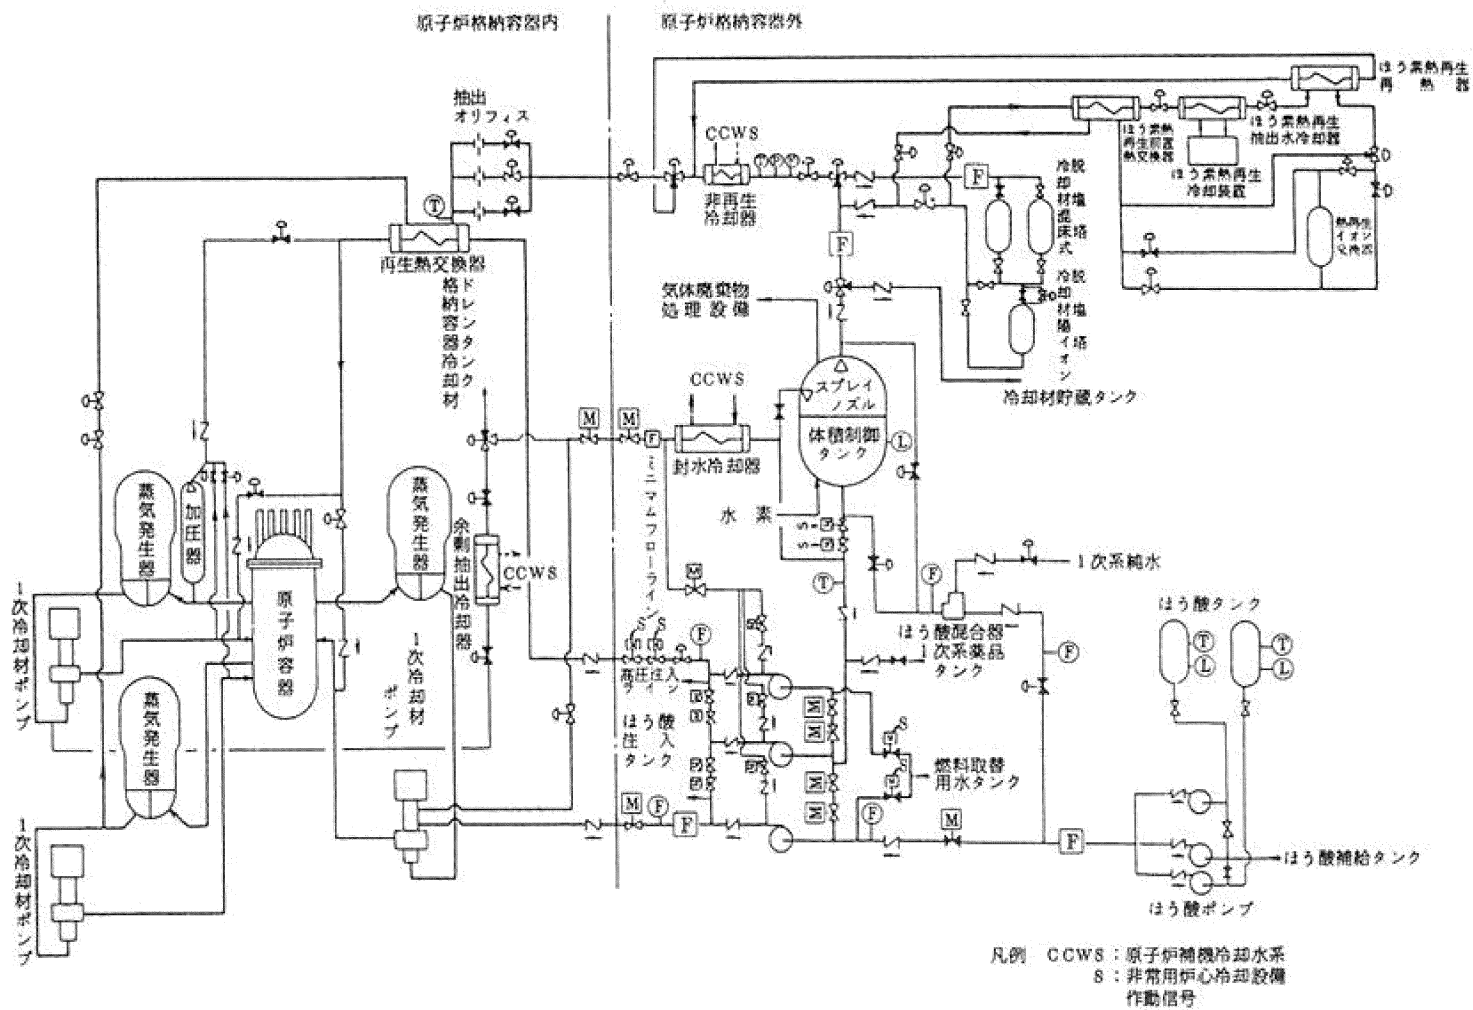 原子炉格納容器内
原子炉格納容器外
抽出
オリフィス
CCWS
非再生
冷却器
ほう素熱再生
再熱器
ほう素熱再生
抽出水冷却器
ほう素熱
再生前置
熱交換器
ほう素熱再生
冷却装置
熱再生
イオン
交換器
冷却材
脱塩塔
混床式
冷却材
脱塩塔
陽イオン
T
再生熱交換器
格納容器冷却材
ドレンタンク
F
F
気体廃棄物
処理設備
冷却材貯蔵タンク
スプレイ
ノズル
体積制御
タンク
L
CCWS
封水冷却器
M
M
F
ミニマムフローライン
水素
S
S
T
F
1次系純水
ほう酸混合器
1次系薬品
タンク
F
ほう酸タンク
T
L
T
L
蒸気発生器
加圧器
原子炉容器
蒸気発生器
余剰抽出冷却器
CCWS
1次冷却材ポンプ
1次冷却材
ポンプ
蒸気発生器
1次冷却材ポンプ
M
S
S
F
高圧注入
ライン
ほう酸
注入
タンク
M
M
M
M
S
S
燃料取替
用水タンク
M
F
F
F
M
F
ほう酸補給タンク
ほう酸ポンプ
凡例 CCWS：原子炉補機冷却水系
S：非常用炉心冷却設備
作動信号